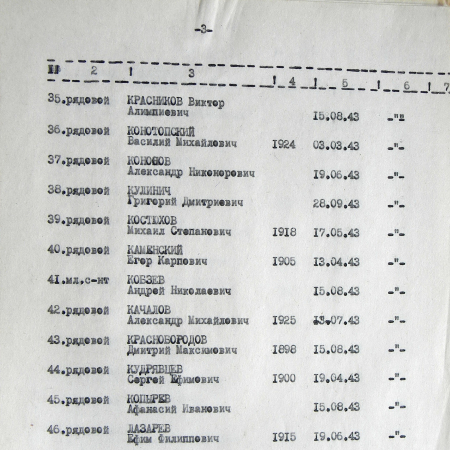 -3-
№№ 2 ! 3 ! 4 ! 5 ! 6 ! 7
35.рядовой КРАСНИКОВ Виктор
Алимпиевич 15.08.43 -"-
36.рядовой КОНОТОПСКИЙ
Василий Михайлович 1924 03.03.43 -"-
37.рядовой КОНОНОВ
Александр Никонорович 19.06.43 -"-
38.рядовой КУЛИНИЧ
Григорий Дмитриевич 28.09.43 -"-
39.рядовой КОСТЮХОВ
Михаил Степанович 1918 17.05.43 -"-
40.рядовой КАМЕНСКИЙ
Егор Карпович 1905 13.04.43 -"-
41.мл.с-нт КОБЗЕВ
Андрей Николаевич 15.08.43 -"-
42.рядовой КАЧАЛОВ
Александр Михайлович 1925 13.07.43 -"-
43.рядовой КРАСНОБОРОДОВ
Дмитрий Максимович 1898 15.08.43 -"-
44.рядовой КУДРЯВЦЕВ
Сергей Ефимович 1900 19.04.43 -"-
45.рядовой КОПЫРЕВ
Афанасий Иванович 15.08.43 -"-
46.рядовой ЛАЗАРЕВ
Ефим Филиппович 1915 19.06.43 -"-